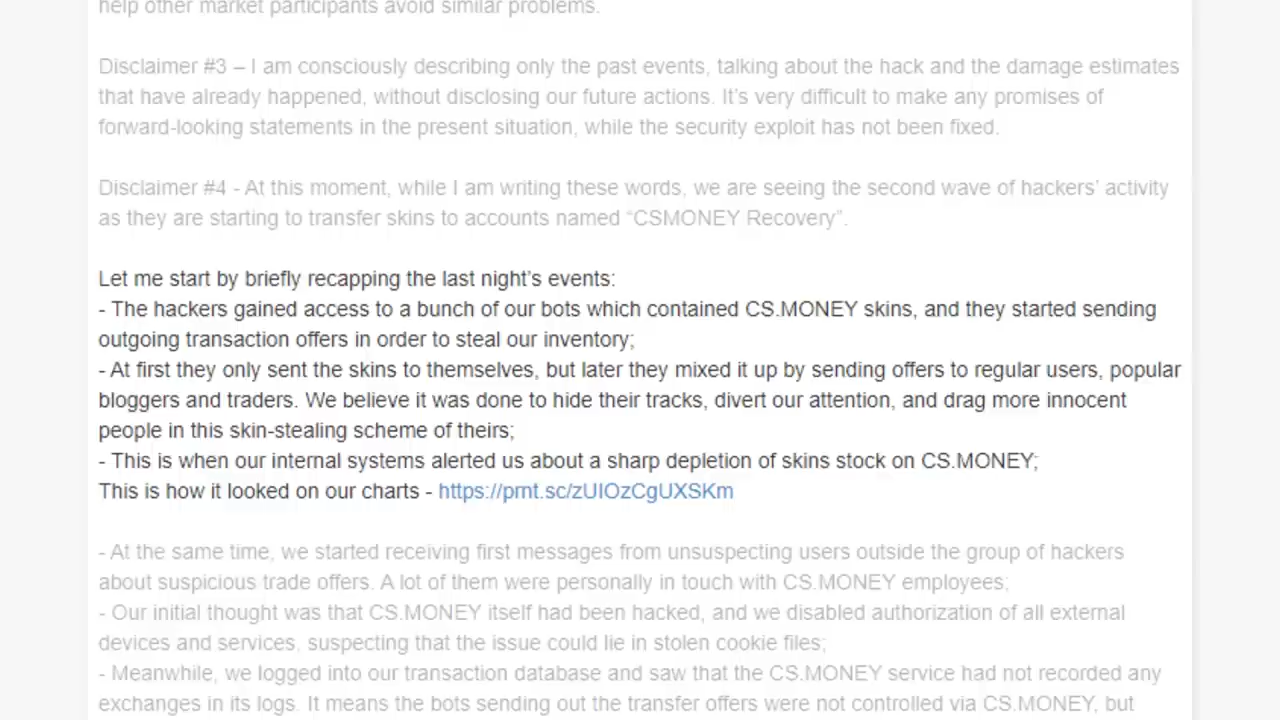 help other market participants avoid similar problems.
Disclaimer #3 – I am consciously describing only the past events, talking about the hack and the damage estimates
that have already happened, without disclosing our future actions. It's very difficult to make any promises of
forward-looking statements in the present situation, while the security exploit has not been fixed.
Disclaimer #4 - At this moment, while I am writing these words, we are seeing the second wave of hackers' activity
as they are starting to transfer skins to accounts named “CSMONEY Recovery”.
Let me start by briefly recapping the last night's events:
- The hackers gained access to a bunch of our bots which contained CS.MONEY skins, and they started sending
outgoing transaction offers in order to steal our inventory;
- At first they only sent the skins to themselves, but later they mixed it up by sending offers to regular users, popular
bloggers and traders. We believe it was done to hide their tracks, divert our attention, and drag more innocent
people in this skin-stealing scheme of theirs;
- This is when our internal systems alerted us about a sharp depletion of skins stock on CS.MONEY;
This is how it looked on our charts - https://prnt.sc/zUIOzCgUXSKm
- At the same time, we started receiving first messages from unsuspecting users outside the group of hackers
about suspicious trade offers. A lot of them were personally in touch with CS.MONEY employees;
- Our initial thought was that CS.MONEY itself had been hacked, and we disabled authorization of all external
devices and services, suspecting that the issue could lie in stolen cookie files;
- Meanwhile, we logged into our transaction database and saw that the CS.MONEY service had not recorded any
exchanges in its logs. It means the bots sending out the transfer offers were not controlled via CS.MONEY, but